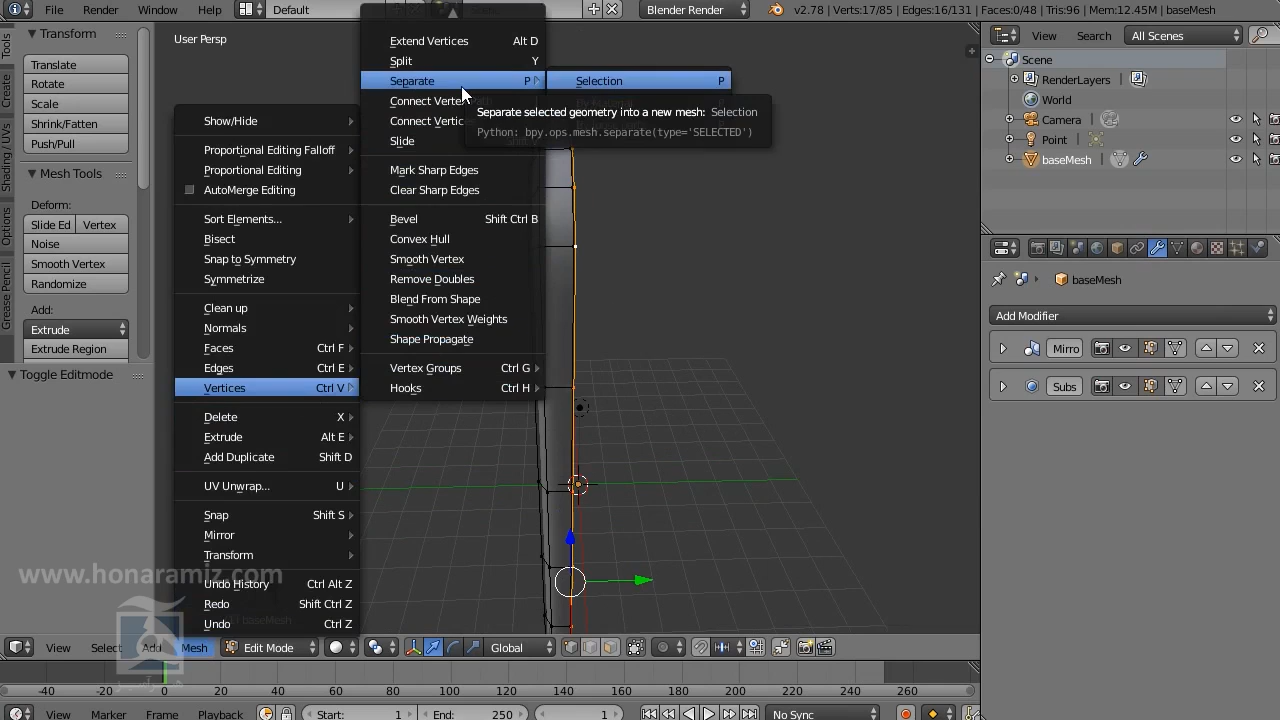 File Render Window Help Default Blender Render v2.78 | Verts:17/85 | Edges:16/131 | Faces:0/48 | Tris:96 | Mem:12.45M | baseMesh
Tools
Create
Shading / UVs
Options
Grease Pencil
Transform
Translate
Rotate
Scale
Shrink/Fatten
Push/Pull
Mesh Tools
Deform:
Slide Ed Vertex
Noise
Smooth Vertex
Randomize
Add:
Extrude
Extrude Region
Toggle Editmode
User Persp
Show/Hide
Proportional Editing Falloff
Proportional Editing
AutoMerge Editing
Sort Elements...
Bisect
Snap to Symmetry
Symmetrize
Clean up
Normals
Faces Ctrl F
Edges Ctrl E
Vertices Ctrl V
Delete X
Extrude Alt E
Add Duplicate Shift D
UV Unwrap... U
Snap Shift S
Mirror
Transform
Undo History Ctrl Alt Z
Redo Shift Ctrl Z
Undo Ctrl Z
Extend Vertices Alt D
Split Y
Separate P
Connect Vertex
Connect Vertice
Slide
Mark Sharp Edges
Clear Sharp Edges
Bevel Shift Ctrl B
Convex Hull
Smooth Vertex
Remove Doubles
Blend From Shape
Smooth Vertex Weights
Shape Propagate
Vertex Groups Ctrl G
Hooks Ctrl H
Selection P
Separate selected geometry into a new mesh: Selection
Python: bpy.ops.mesh.separate(type='SELECTED')
View Search All Scenes
Scene
RenderLayers
World
Camera
Point
baseMesh
baseMesh
Add Modifier
Mirro
Subs
www.honaramiz.com
هنرآمیز
View Select Add Mesh Edit Mode Global
-40 -20 0 20 40 60 80 100 120 140 160 180 200 220 240 260
View Marker Frame Playback Start: 1 End: 250 1 No Sync